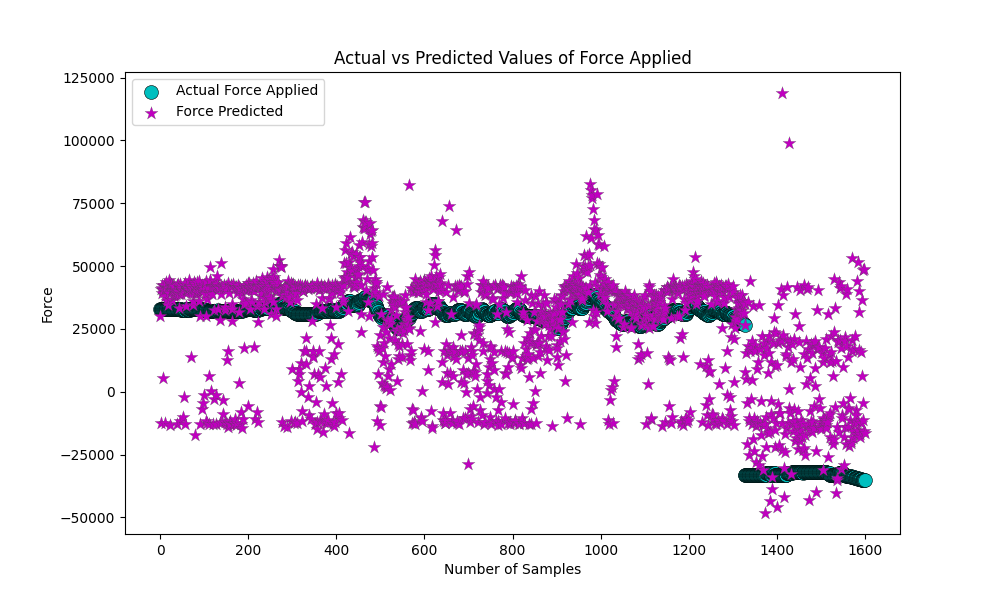 Actual vs Predicted Values of Force Applied
125000
100000
75000
50000
25000
0
−25000
−50000
Force
Actual Force Applied
Force Predicted
0 200 400 600 800 1000 1200 1400 1600
Number of Samples